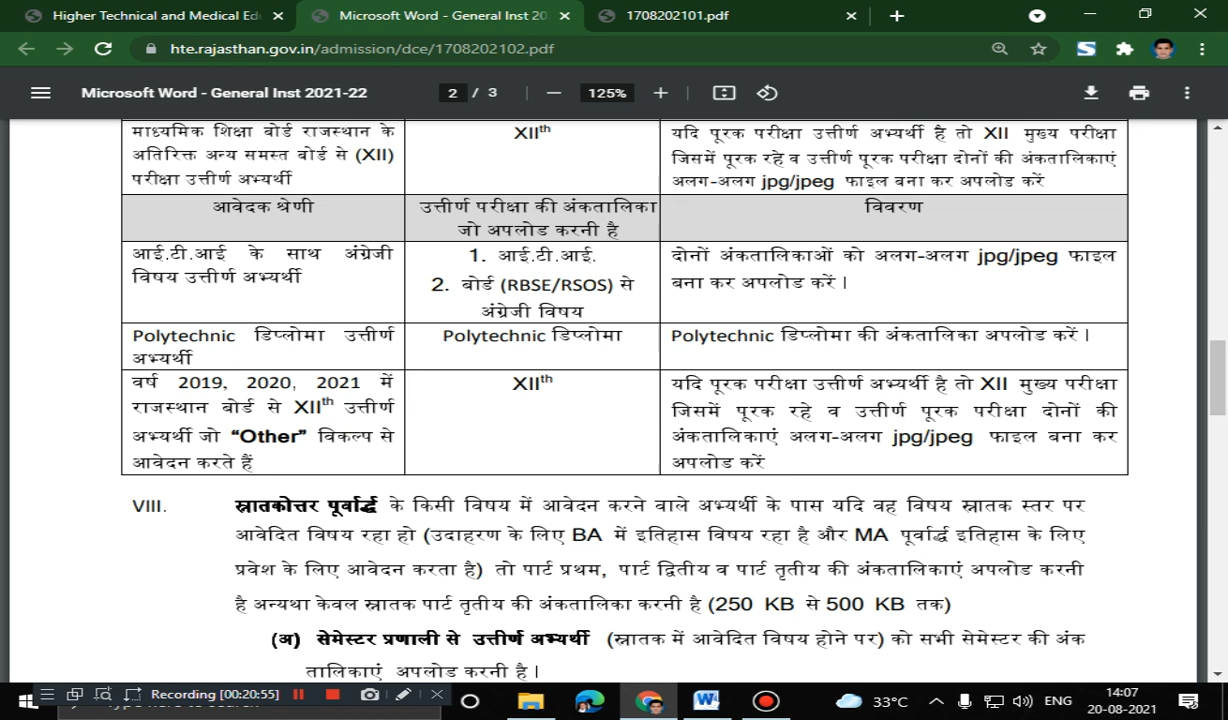 Higher Technical and Medical Ed
Microsoft Word - General Inst 20
1708202101.pdf
hte.rajasthan.gov.in/admission/dce/1708202102.pdf
Microsoft Word - General Inst 2021-22
2 / 3
125%
माध्यमिक शिक्षा बोर्ड राजस्थान के
अतिरिक्त अन्य समस्त बोर्ड से (XII)
परीक्षा उत्तीर्ण अभ्यर्थी
XIIth
यदि पूरक परीक्षा उत्तीर्ण अभ्यर्थी है तो XII मुख्य परीक्षा
जिसमें पूरक रहे व उत्तीर्ण पूरक परीक्षा दोनों की अंकतालिकाएं
अलग-अलग jpg/jpeg फाइल बना कर अपलोड करें
आवेदक श्रेणी
उत्तीर्ण परीक्षा की अंकतालिका
जो अपलोड करनी है
विवरण
आई.टी.आई के साथ अंग्रेजी
विषय उत्तीर्ण अभ्यर्थी
1. आई.टी.आई.
2. बोर्ड (RBSE/RSOS) से
अंग्रेजी विषय
दोनों अंकतालिकाओं को अलग-अलग jpg/jpeg फाइल
बना कर अपलोड करें।
Polytechnic डिप्लोमा उत्तीर्ण
अभ्यर्थी
Polytechnic डिप्लोमा
Polytechnic डिप्लोमा की अंकतालिका अपलोड करें।
वर्ष 2019, 2020, 2021 में
राजस्थान बोर्ड से XIIth उत्तीर्ण
अभ्यर्थी जो “Other” विकल्प से
आवेदन करते हैं
XIIth
यदि पूरक परीक्षा उत्तीर्ण अभ्यर्थी है तो XII मुख्य परीक्षा
जिसमें पूरक रहे व उत्तीर्ण पूरक परीक्षा दोनों की
अंकतालिकाएं अलग-अलग jpg/jpeg फाइल बना कर
अपलोड करें
VIII. स्नातकोत्तर पूर्वार्द्ध के किसी विषय में आवेदन करने वाले अभ्यर्थी के पास यदि वह विषय स्नातक स्तर पर
आवेदित विषय रहा हो (उदाहरण के लिए BA में इतिहास विषय रहा है और MA पूर्वार्द्ध इतिहास के लिए
प्रवेश के लिए आवेदन करता है) तो पार्ट प्रथम, पार्ट द्वितीय व पार्ट तृतीय की अंकतालिकाएं अपलोड करनी
है अन्यथा केवल स्नातक पार्ट तृतीय की अंकतालिका करनी है (250 KB से 500 KB तक)
(अ) सेमेस्टर प्रणाली से उत्तीर्ण अभ्यर्थी (स्नातक में आवेदित विषय होने पर) को सभी सेमेस्टर की अंक
तालिकाएं अपलोड करनी है।
Recording [00:20:55]
33°C
ENG
14:07
20-08-2021